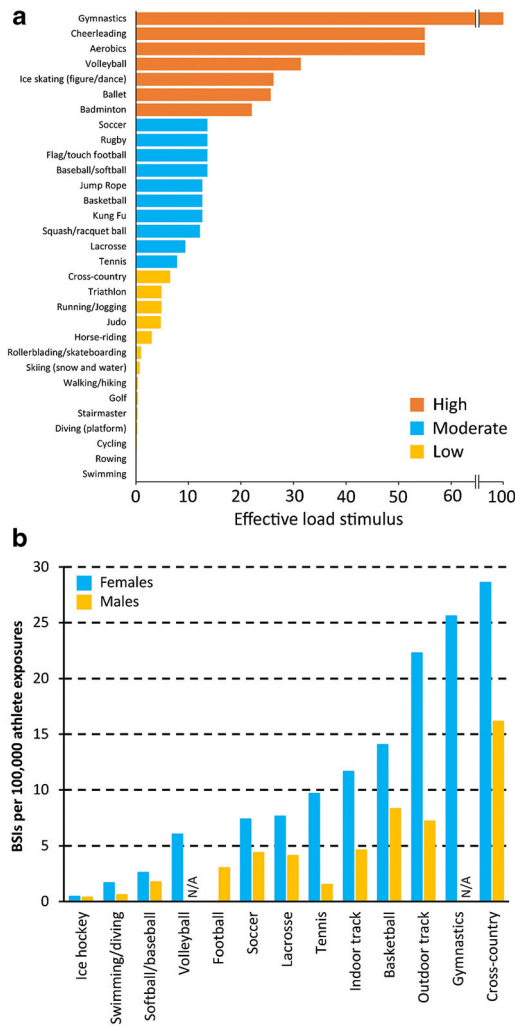 a
Gymnastics
Cheerleading
Aerobics
Volleyball
Ice skating (figure/dance)
Ballet
Badminton
Soccer
Rugby
Flag/touch football
Baseball/softball
Jump Rope
Basketball
Kung Fu
Squash/racquet ball
Lacrosse
Tennis
Cross-country
Triathlon
Running/Jogging
Judo
Horse-riding
Rollerblading/skateboarding
Skiing (snow and water)
Walking/hiking
Golf
Stairmaster
Diving (platform)
Cycling
Rowing
Swimming
High
Moderate
Low
0 10 20 30 40 50 60 100
Effective load stimulus
b
30
25
20
15
10
5
0
BSIs per 100,000 athlete exposures
Females
Males
N/A
N/A
Ice hockey
Swimming/diving
Softball/baseball
Volleyball
Football
Soccer
Lacrosse
Tennis
Indoor track
Basketball
Outdoor track
Gymnastics
Cross-country